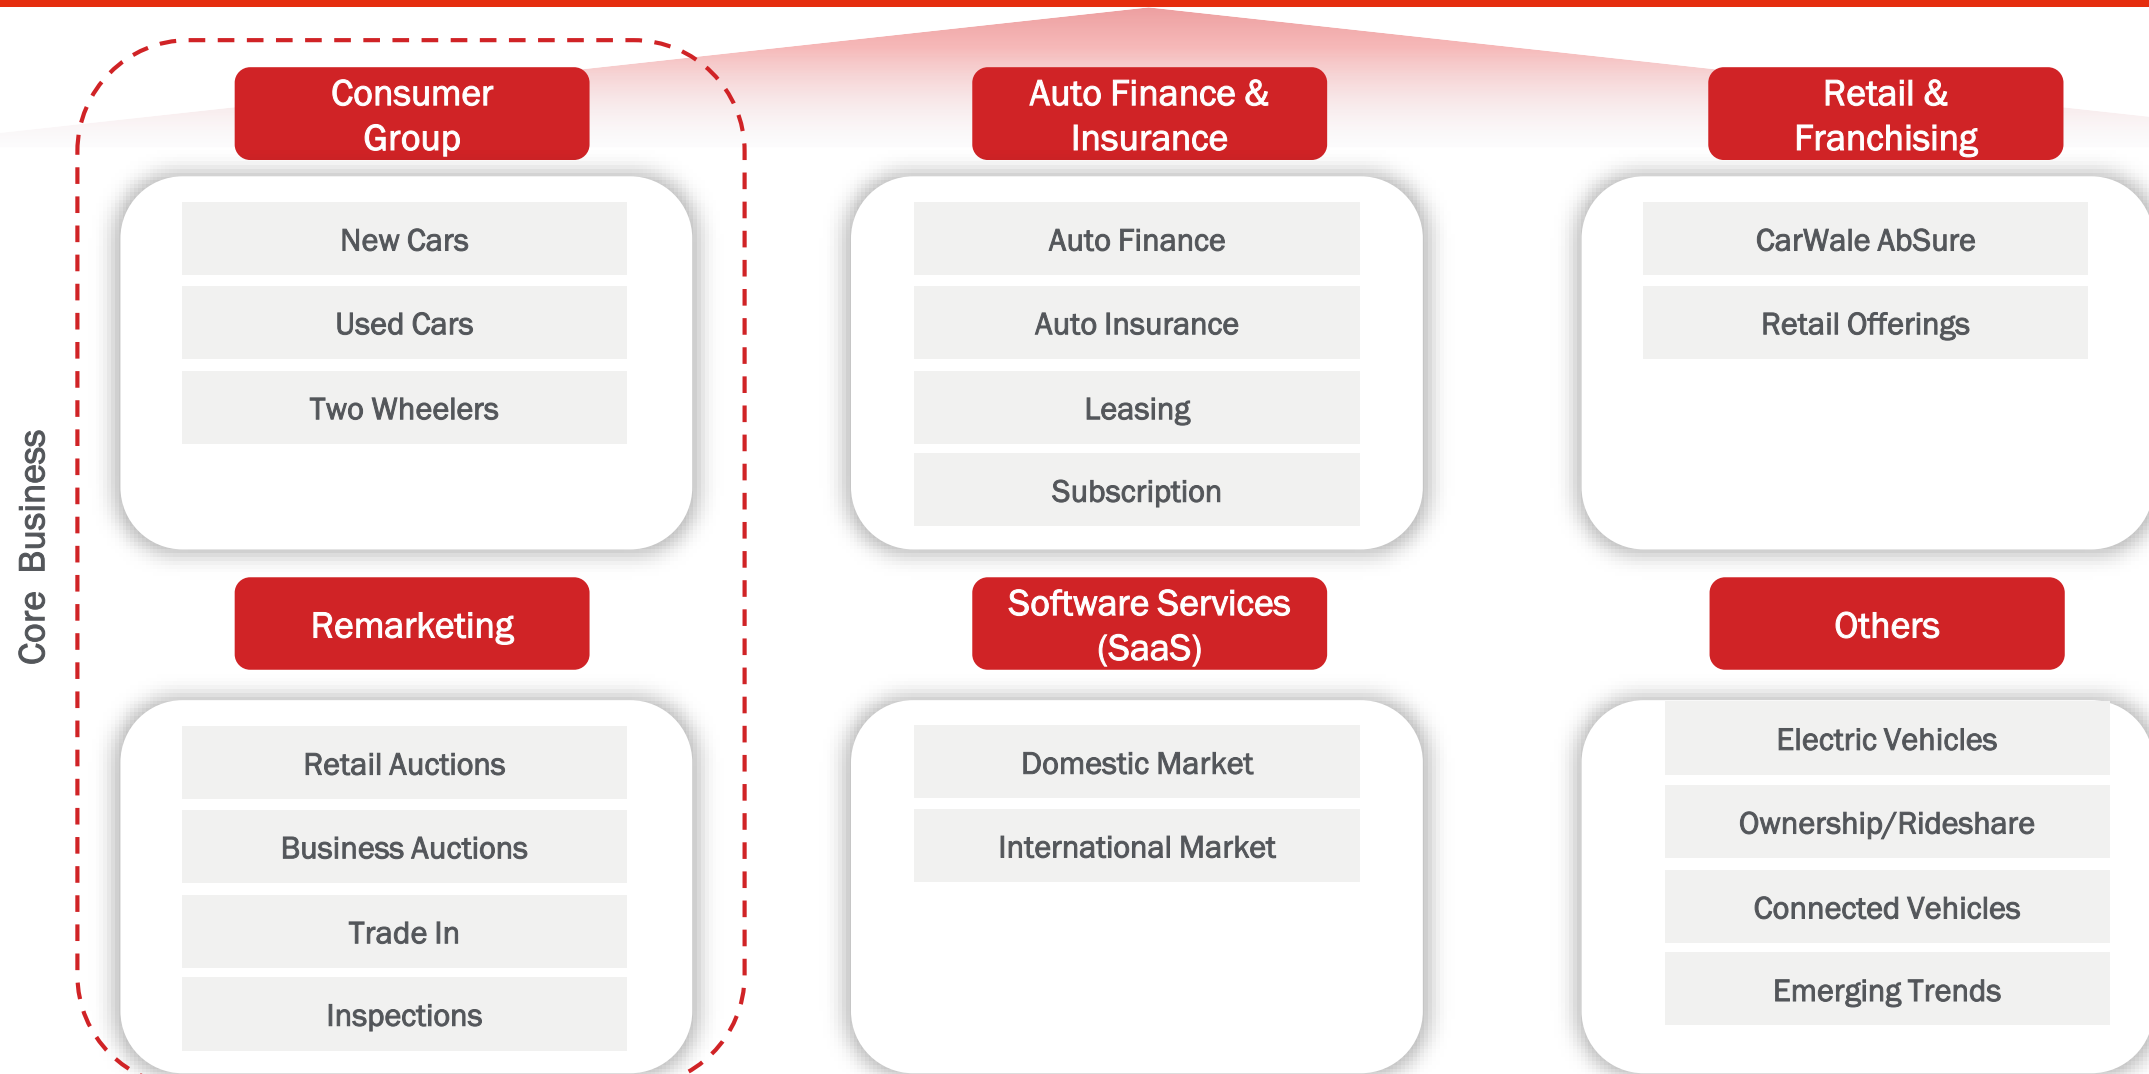 Core Business
Consumer
Group
New Cars
Used Cars
Two Wheelers
Remarketing
Retail Auctions
Business Auctions
Trade In
Inspections
Auto Finance &
Insurance
Auto Finance
Auto Insurance
Leasing
Subscription
Software Services
(SaaS)
Domestic Market
International Market
Retail &
Franchising
CarWale AbSure
Retail Offerings
Others
Electric Vehicles
Ownership/Rideshare
Connected Vehicles
Emerging Trends